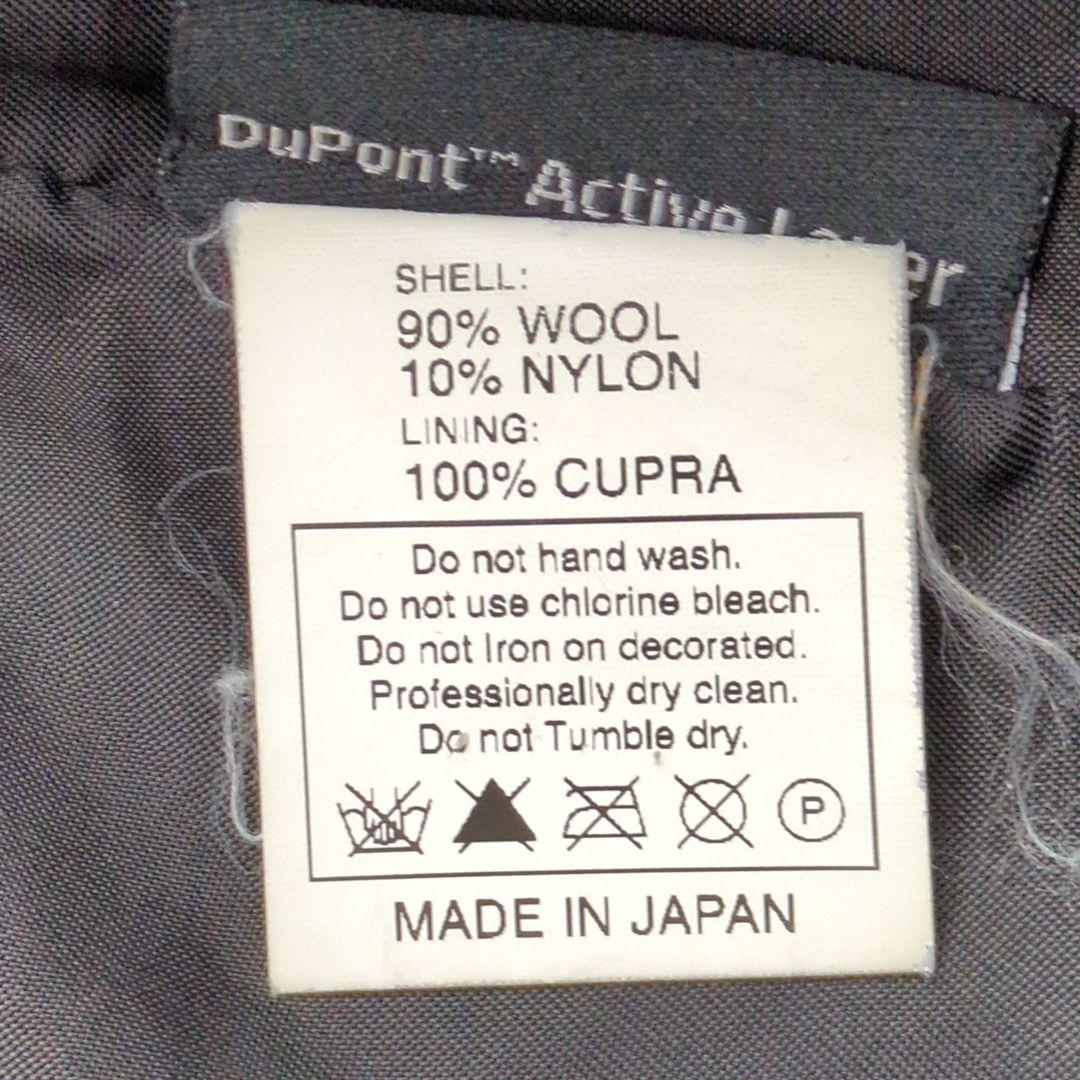 DuPont™ Active Layer
SHELL:
90% WOOL
10% NYLON
LINING:
100% CUPRA
Do not hand wash.
Do not use chlorine bleach.
Do not Iron on decorated.
Professionally dry clean.
Do not Tumble dry.
P
MADE IN JAPAN